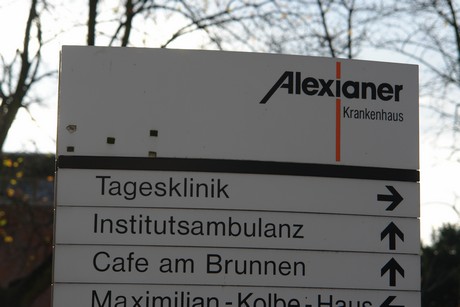 Alexianer
Krankenhaus
Tagesklinik →
Institutsambulanz ↑
Cafe am Brunnen ↑
Maximilian-Kolbe-Haus ↑